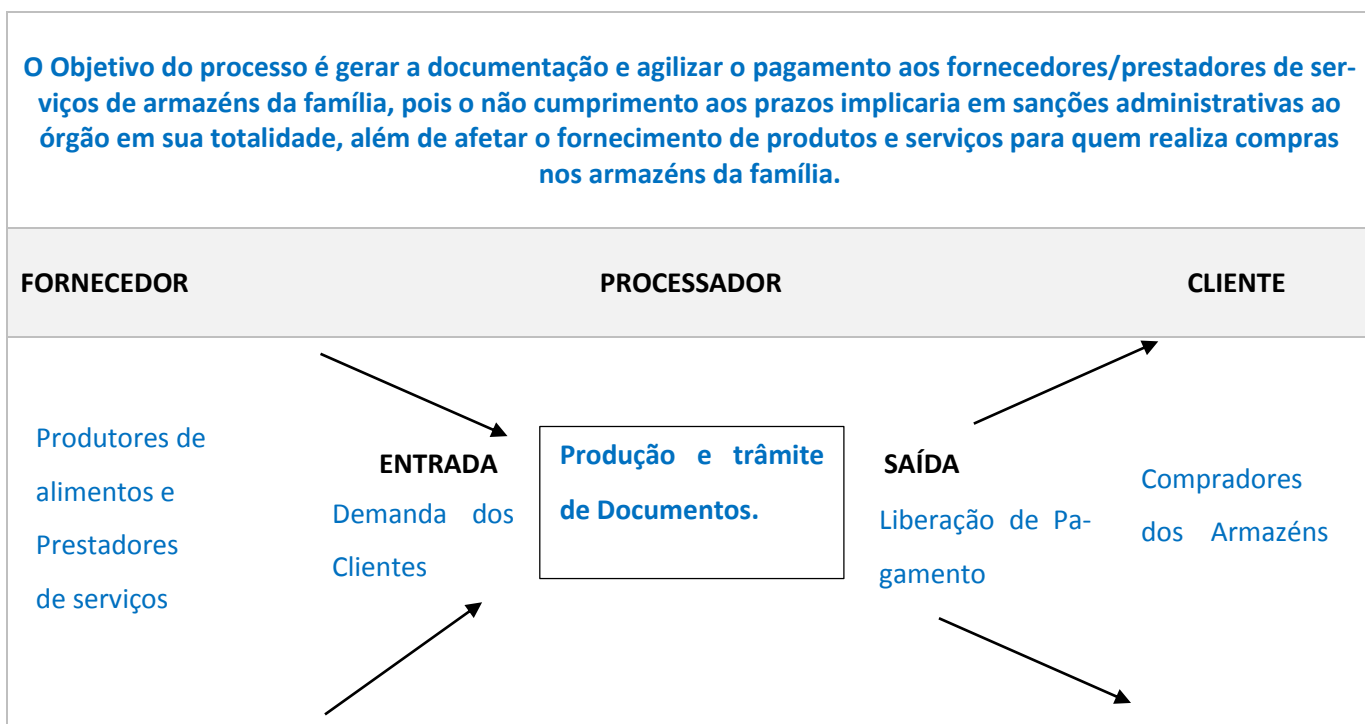 O Objetivo do processo é gerar a documentação e agilizar o pagamento aos fornecedores/prestadores de ser-
viços de armazéns da família, pois o não cumprimento aos prazos implicaria em sanções administrativas ao
órgão em sua totalidade, além de afetar o fornecimento de produtos e serviços para quem realiza compras
nos armazéns da família.
FORNECEDOR
PROCESSADOR
CLIENTE
Produtores de
alimentos e
Prestadores
de serviços
ENTRADA
Demanda dos
Clientes
Produção e trâmite
de Documentos.
SAÍDA
Liberação de Pa-
gamento
Compradores
dos Armazéns